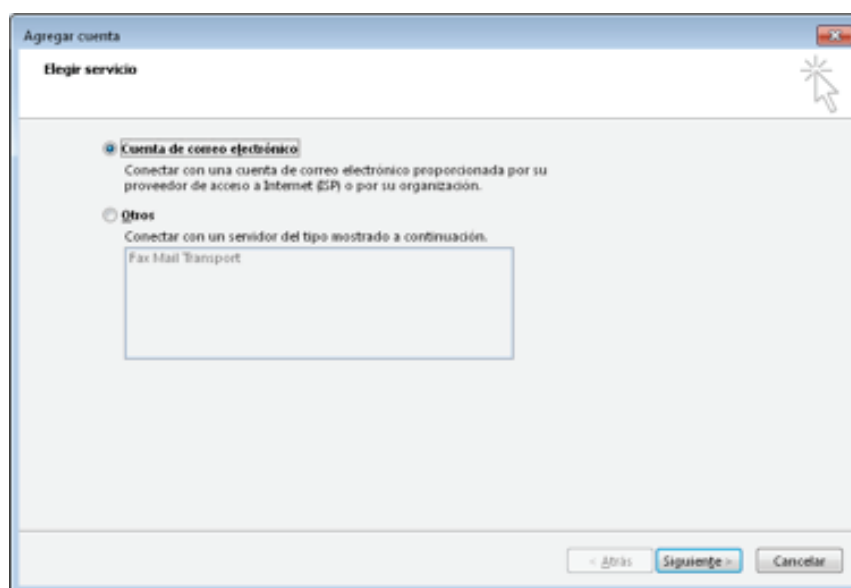 Agregar cuenta
Elegir servicio
Cuenta de correo electrónico
Conectar con una cuenta de correo electrónico proporcionada por su
proveedor de acceso a Internet (ISP) o por su organización.
Otros
Conectar con un servidor del tipo mostrado a continuación.
Fax Mail Transport
< Atrás
Siguiente >
Cancelar